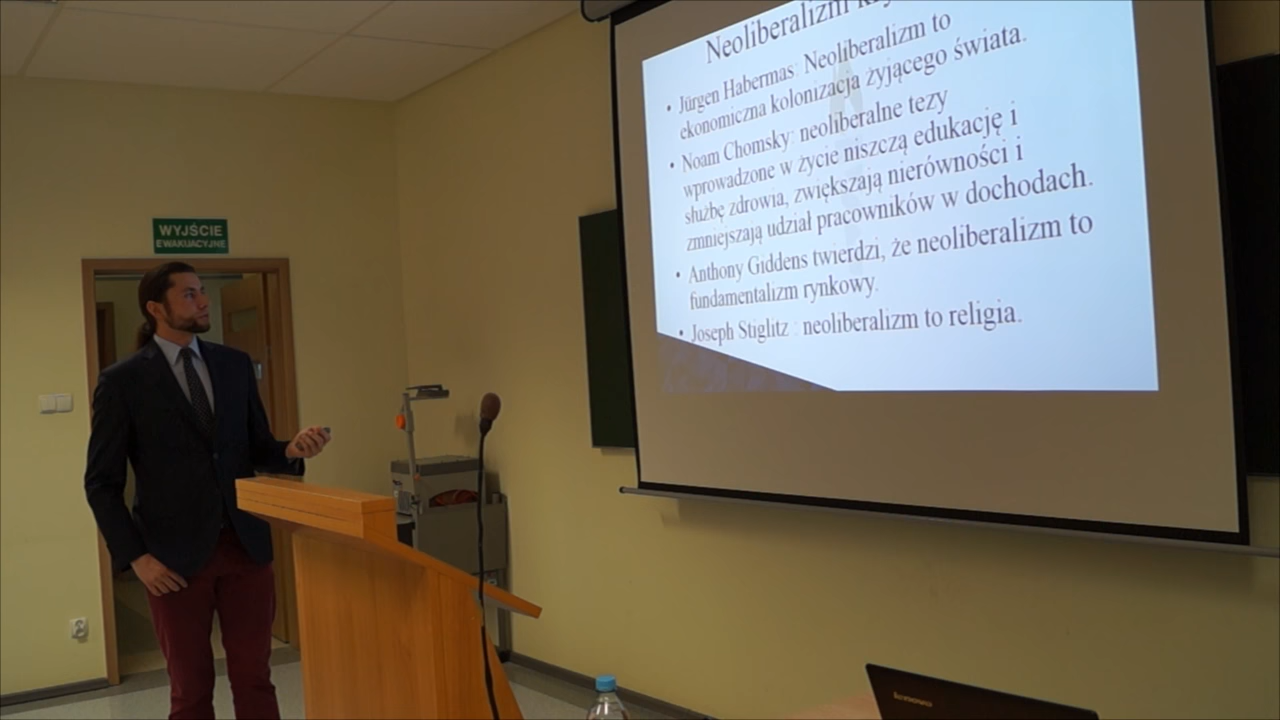 WYJŚCIE
EWAKUACYJNE
Neoliberalizm
• Jürgen Habermas: Neoliberalizm to
ekonomiczna kolonizacja żyjącego świata.
• Noam Chomsky: neoliberalne tezy
wprowadzone w życie niszczą edukację i
służbę zdrowia, zwiększają nierówności i
zmniejszają udział pracowników w dochodach.
• Anthony Giddens twierdzi, że neoliberalizm to
fundamentalizm rynkowy.
• Joseph Stiglitz : neoliberalizm to religia.
lenovo